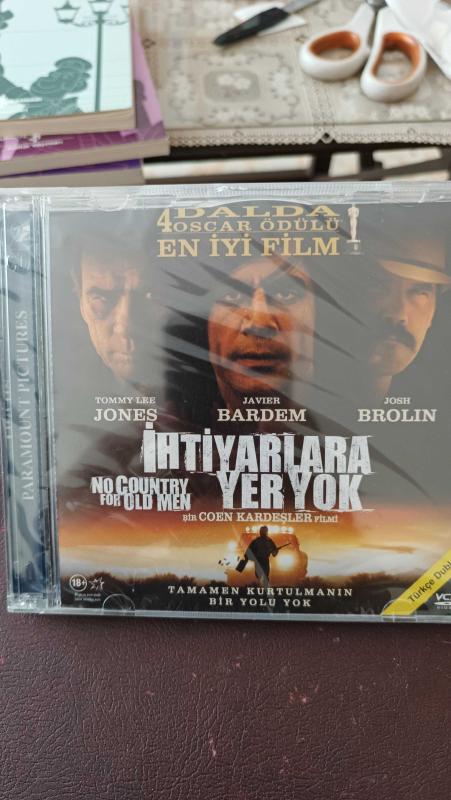 4 DALDA
OSCAR ÖDÜLÜ
EN İYİ FİLM
TOMMY LEE
JONES
JAVIER
BARDEM
JOSH
BROLIN
İHTİYARLARA
YER YOK
NO COUNTRY
FOR OLD MEN
BİR COEN KARDEŞLER FİLMİ
18+
TAMAMEN KURTULMANIN
BİR YOLU YOK
Türkçe Dubl
PARAMOUNT PICTURES